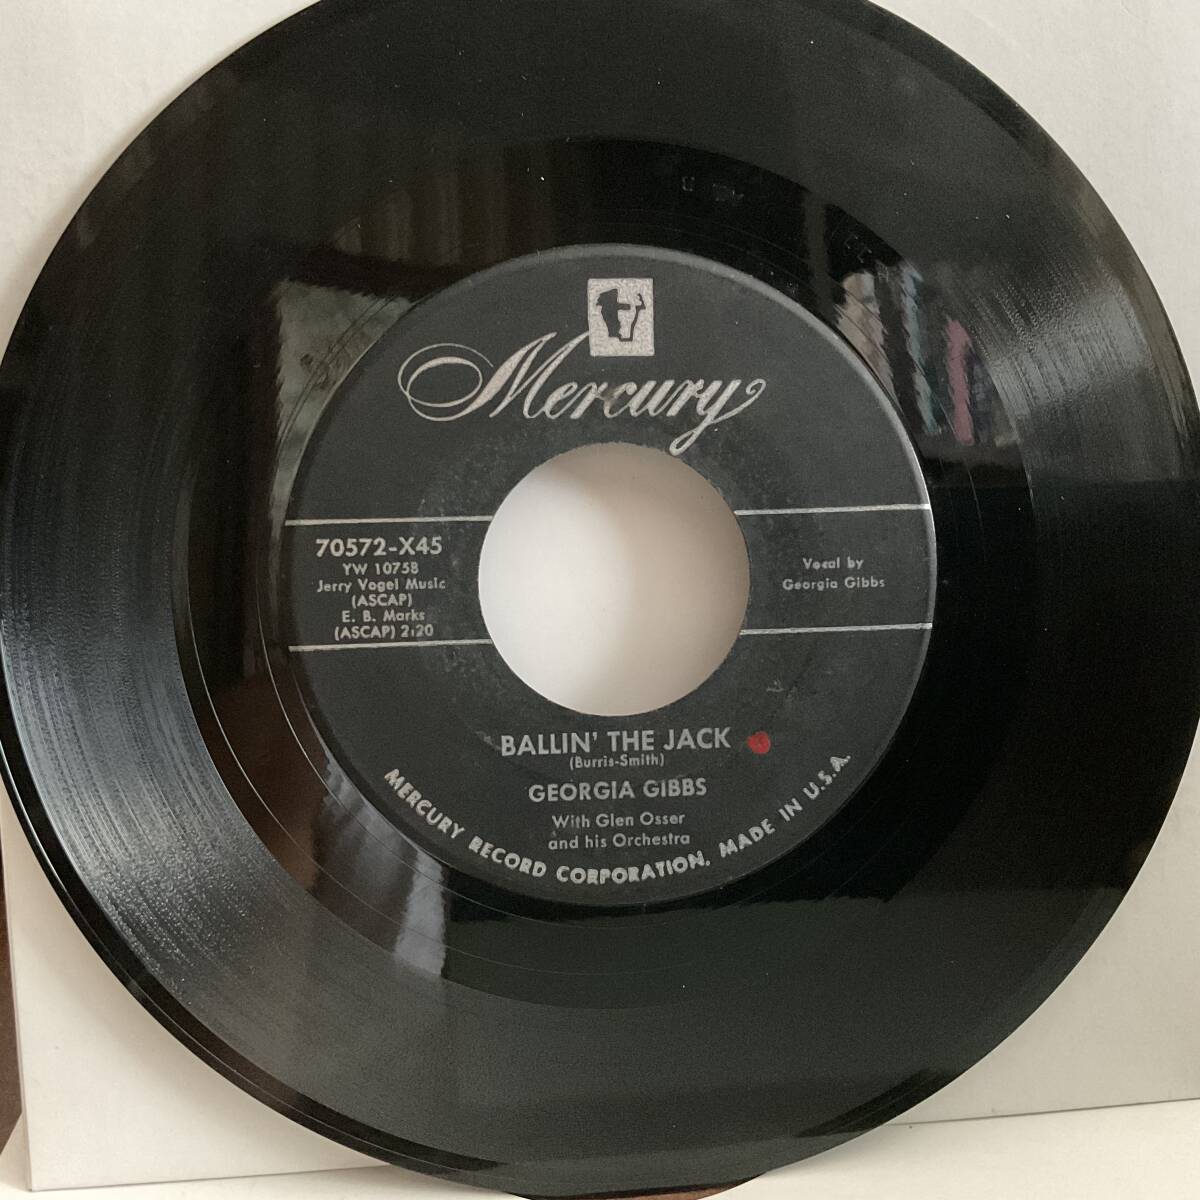 Mercury
70572-X45
YW 10758
Jerry Vogel Music
(ASCAP)
E. B. Marks
(ASCAP) 2:20
Vocal by
Georgia Gibbs
BALLIN' THE JACK
(Burris-Smith)
GEORGIA GIBBS
With Glen Osser
and his Orchestra
MERCURY RECORD CORPORATION, MADE IN U.S.A.